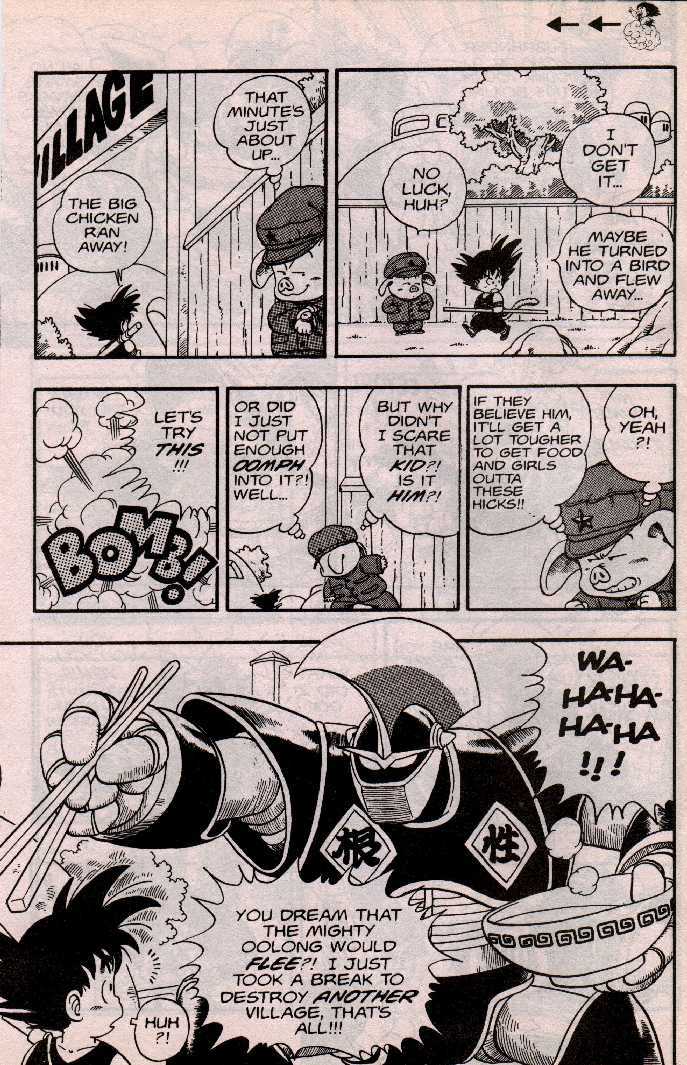 I
DON'T
GET
IT...
MAYBE
HE TURNED
INTO A BIRD
AND FLEW
AWAY...
NO
LUCK,
HUH?
THAT
MINUTE'S
JUST
ABOUT
UP...
VILLAGE
THE BIG
CHICKEN
RAN
AWAY!
OH,
YEAH
?!
IF THEY
BELIEVE HIM,
IT'LL GET A
LOT TOUGHER
TO GET FOOD
AND GIRLS
OUTTA
THESE
HICKS!!
BUT WHY
DIDN'T
I SCARE
THAT
KID?!
IS IT
HIM?!
OR DID
I JUST
NOT PUT
ENOUGH
OOMPH
INTO IT?!
WELL...
LET'S
TRY
THIS
!!!
BOM?!
WA-
HA-HA-
HA-HA
!!!
根 性
YOU DREAM THAT
THE MIGHTY
OOLONG WOULD
FLEE?! I JUST
TOOK A BREAK TO
DESTROY ANOTHER
VILLAGE, THAT'S
ALL!!!
HUH
?!